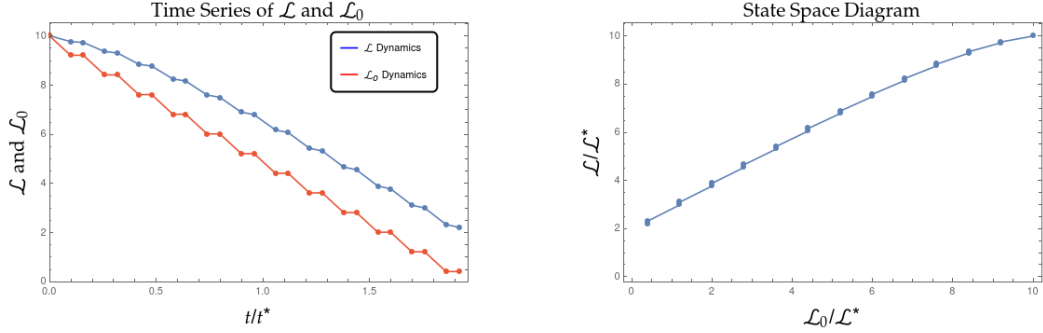 Time Series of ℒ and ℒ₀
ℒ and ℒ₀
10
8
6
4
2
0
0.0
0.5
1.0
1.5
t/t*
ℒ Dynamics
ℒ₀ Dynamics
State Space Diagram
ℒ/ℒ*
10
8
6
4
2
0
0
2
4
6
8
10
ℒ₀/ℒ*